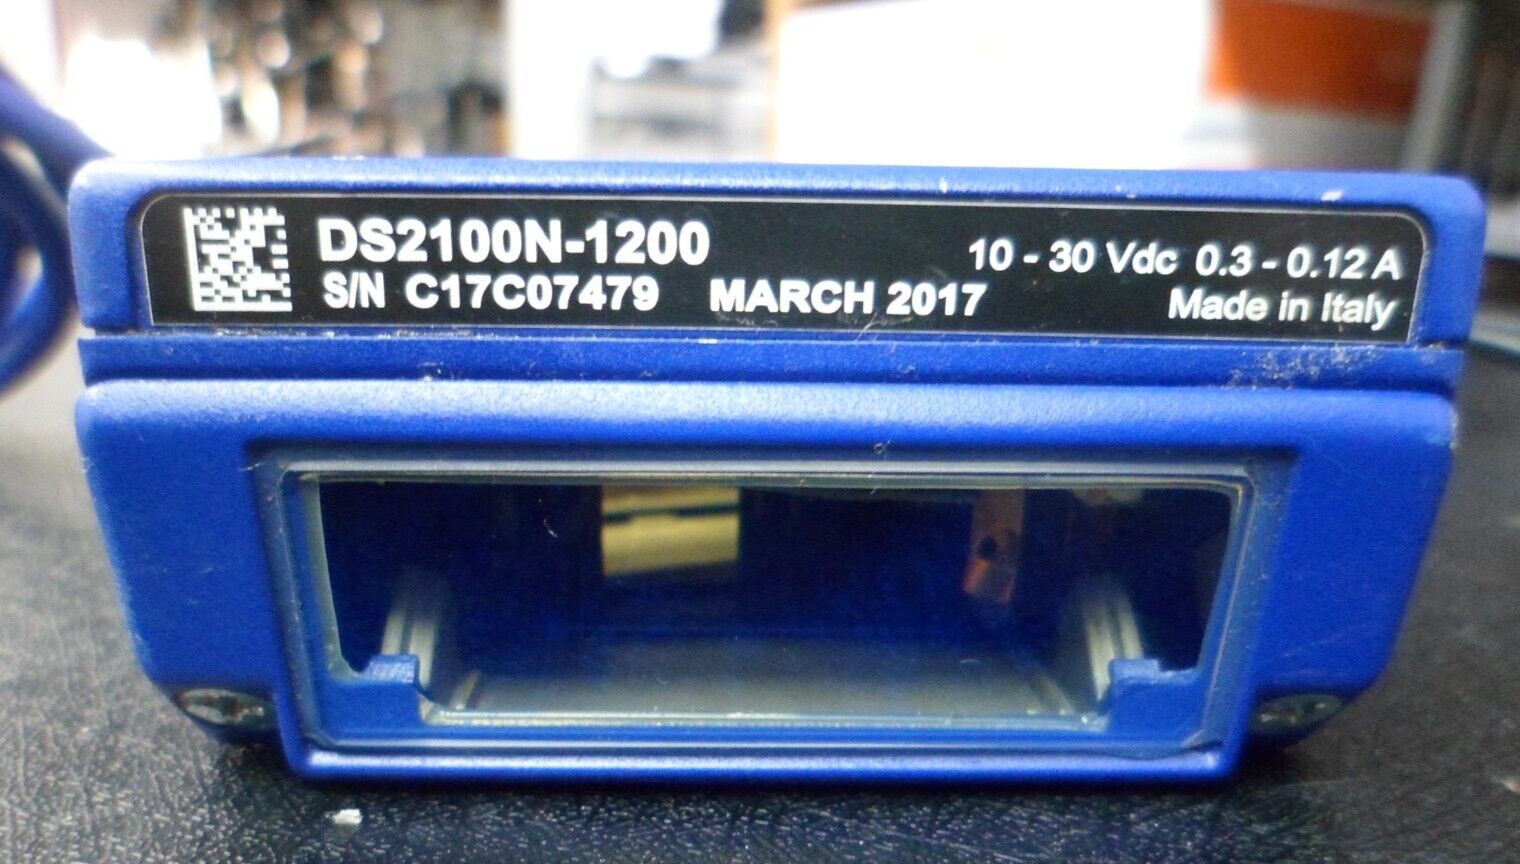 DS2100N-1200
10 - 30 Vdc 0.3 - 0.12 A
S/N C17C07479 MARCH 2017
Made in Italy